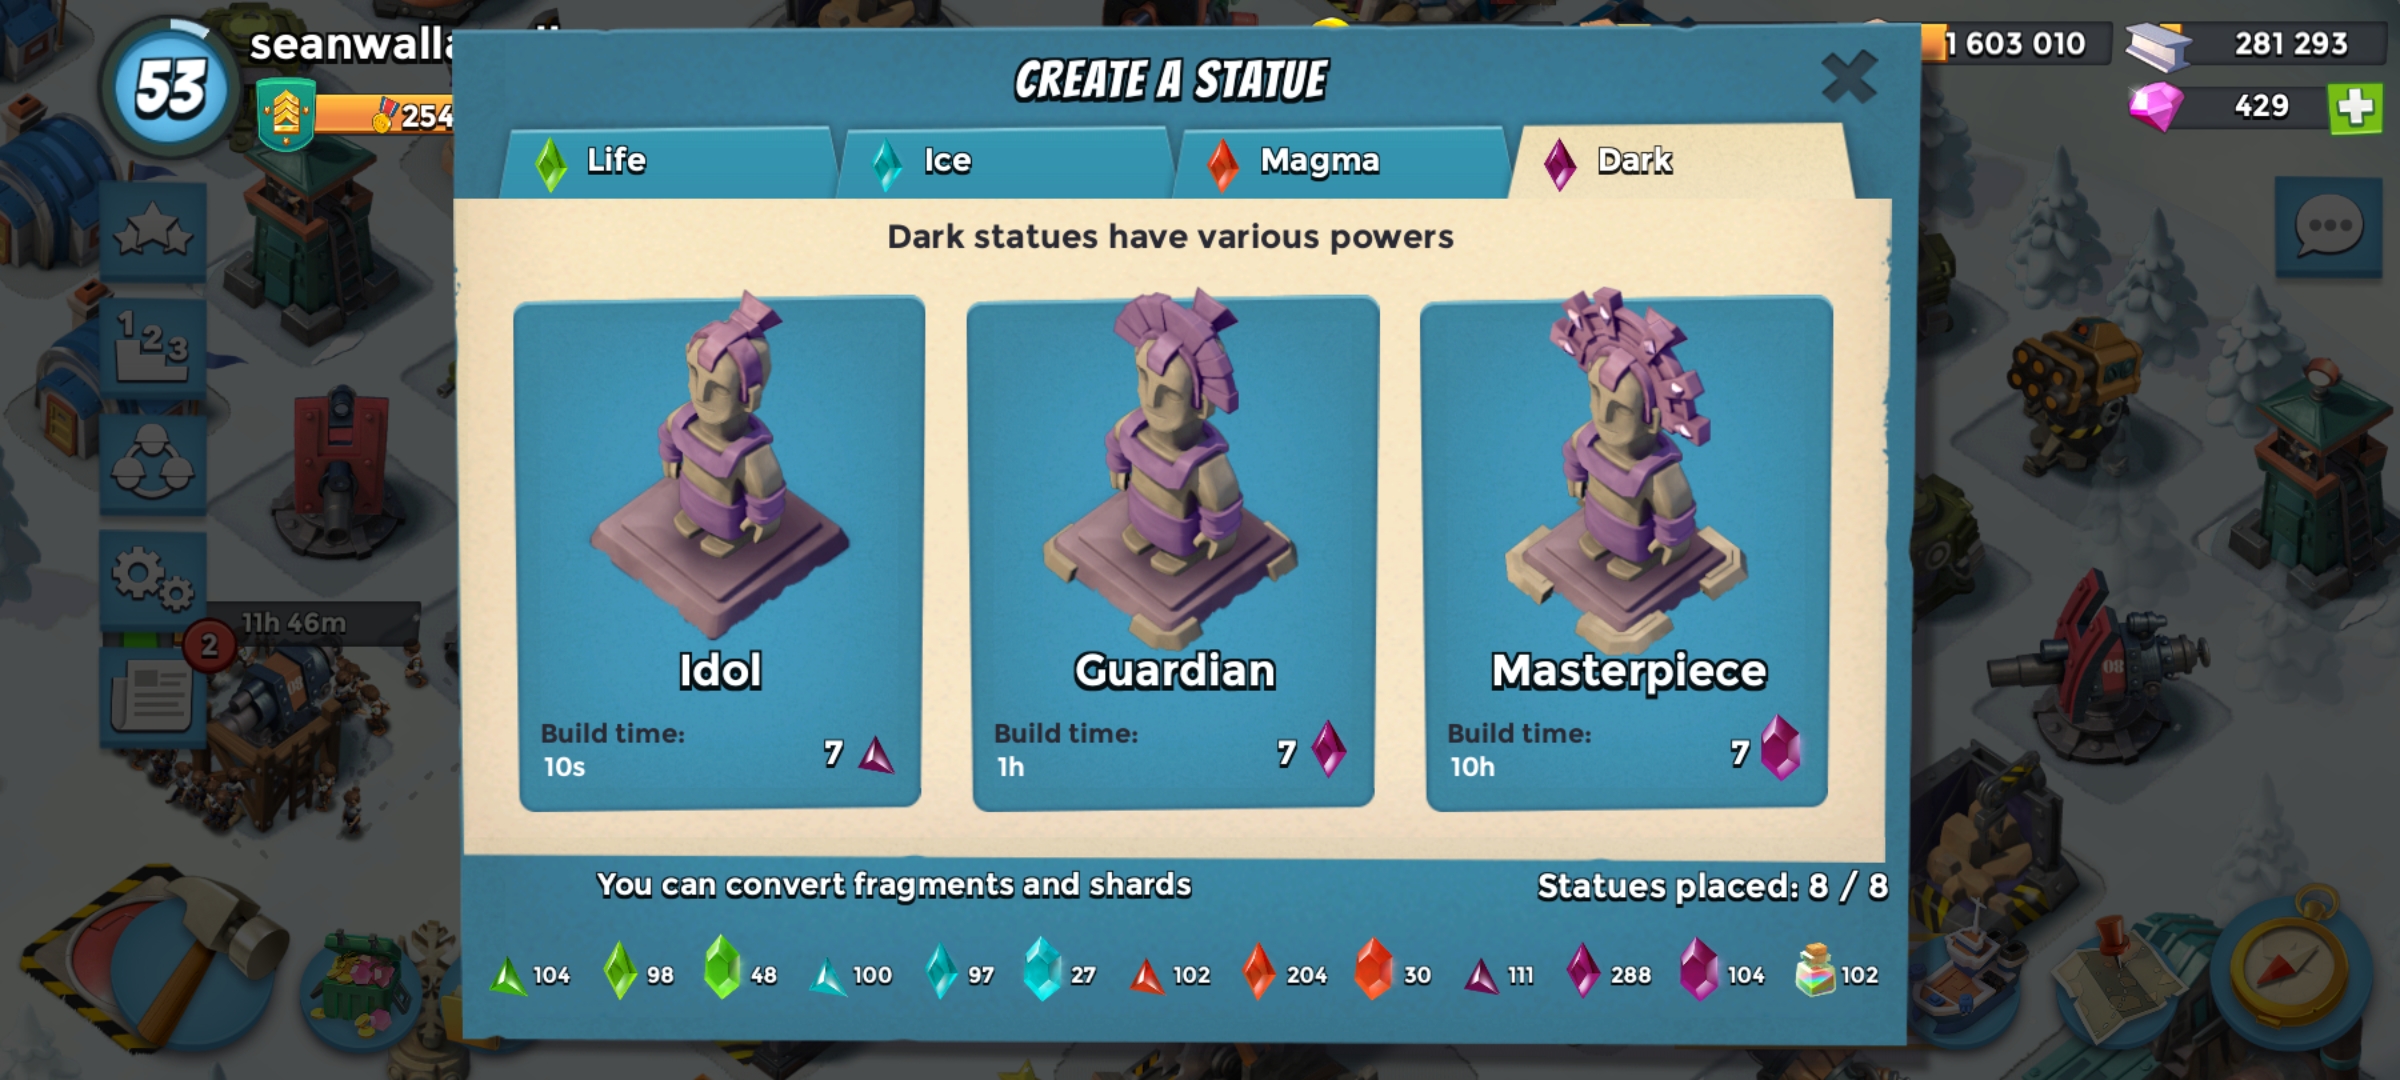 53
254
1 603 010
281 293
429
CREATE A STATUE
Life
Ice
Magma
Dark
Dark statues have various powers
Idol
Build time:
10s
7
Guardian
Build time:
1h
7
Masterpiece
Build time:
10h
7
123
11h 46m
2
08
08
You can convert fragments and shards
Statues placed: 8 / 8
104
98
48
100
97
27
102
204
30
111
288
104
102